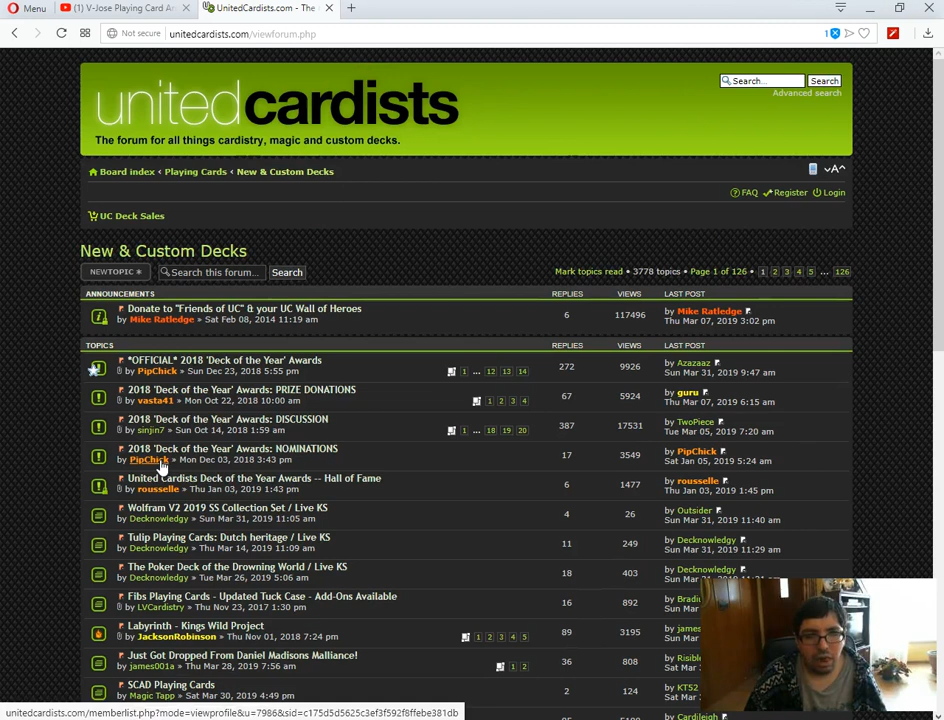 Menu (1) V-Jose Playing Card Ar UnitedCardists.com - The
Not secure unitedcardists.com/viewforum.php 1
unitedcardists
The forum for all things cardistry, magic and custom decks.
Search... Search
Advanced search
Board index ‹ Playing Cards ‹ New & Custom Decks
FAQ Register Login
UC Deck Sales
New & Custom Decks
NEWTOPIC * Search this forum... Search Mark topics read • 3778 topics • Page 1 of 126 • 1 2 3 4 5 ... 126
ANNOUNCEMENTS REPLIES VIEWS LAST POST
Donate to "Friends of UC" & your UC Wall of Heroes
by Mike Ratledge » Sat Feb 08, 2014 11:19 am
6 117496
by Mike Ratledge
Thu Mar 07, 2019 3:02 pm
TOPICS REPLIES VIEWS LAST POST
*OFFICIAL* 2018 'Deck of the Year' Awards
by PipChick » Sun Dec 23, 2018 5:55 pm
1 ... 12 13 14
272 9926
by Azazaaz
Sun Mar 31, 2019 9:47 am
2018 'Deck of the Year' Awards: PRIZE DONATIONS
by vasta41 » Mon Oct 22, 2018 10:00 am
1 2 3 4
67 5924
by guru
Thu Mar 07, 2019 6:15 am
2018 'Deck of the Year' Awards: DISCUSSION
by sinjin7 » Sun Oct 14, 2018 1:59 am
1 ... 18 19 20
387 17531
by TwoPiece
Tue Mar 05, 2019 7:20 am
2018 'Deck of the Year' Awards: NOMINATIONS
by PipChick » Mon Dec 03, 2018 3:43 pm
17 3549
by PipChick
Sat Jan 05, 2019 5:24 am
United Cardists Deck of the Year Awards -- Hall of Fame
by rousselle » Thu Jan 03, 2019 1:43 pm
6 1477
by rousselle
Thu Jan 03, 2019 1:45 pm
Wolfram V2 2019 SS Collection Set / Live KS
by Decknowledgy » Sun Mar 31, 2019 11:05 am
4 26
by Outsider
Sun Mar 31, 2019 11:40 am
Tulip Playing Cards: Dutch heritage / Live KS
by Decknowledgy » Thu Mar 14, 2019 11:09 am
11 249
by Decknowledgy
Sun Mar 31, 2019 11:29 am
The Poker Deck of the Drowning World / Live KS
by Decknowledgy » Tue Mar 26, 2019 5:06 am
18 403
by Decknowledgy
Fibs Playing Cards - Updated Tuck Case - Add-Ons Available
by LVCardistry » Thu Nov 23, 2017 1:30 pm
16 892
by
Labyrinth - Kings Wild Project
by JacksonRobinson » Thu Nov 01, 2018 7:24 pm
1 2 3 4 5
89 3195
by
Just Got Dropped From Daniel Madisons Malliance!
by james001a » Thu Mar 28, 2019 7:56 am
1 2
36 808
by
SCAD Playing Cards
by Magic Tapp » Sat Mar 30, 2019 4:49 pm
2 124
by KT52
unitedcardists.com/memberlist.php?mode=viewprofile&u=7986&sid=c175d5d5625c3ef3f592f8ffebe381db